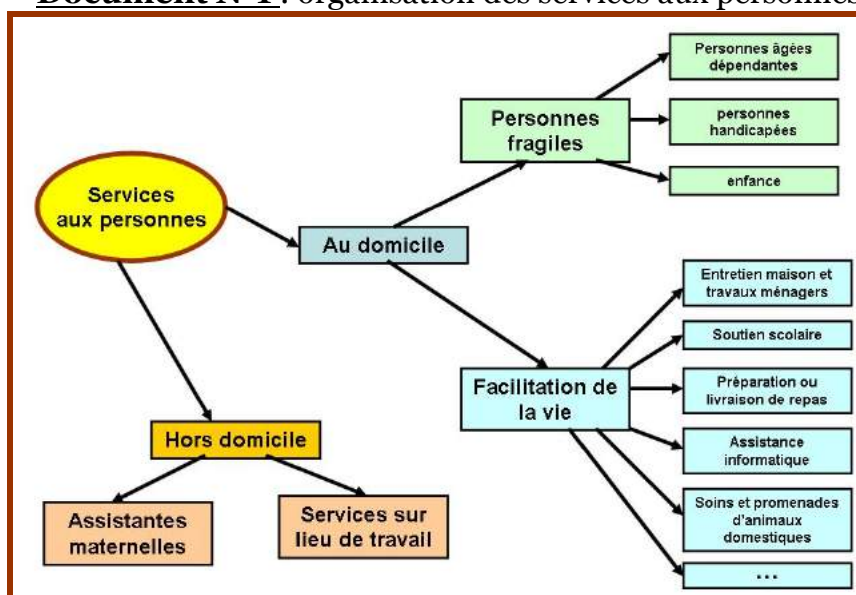 Document N°1 : organisation des services aux personnes
Personnes âgées
dépendantes
Personnes
fragiles
personnes
handicapées
enfance
Services
aux personnes
Au domicile
Entretien maison et
travaux ménagers
Soutien scolaire
Facilitation de
la vie
Préparation ou
livraison de repas
Assistance
informatique
Soins et promenades
d'animaux
domestiques
...
Hors domicile
Assistantes
maternelles
Services sur
lieu de travail